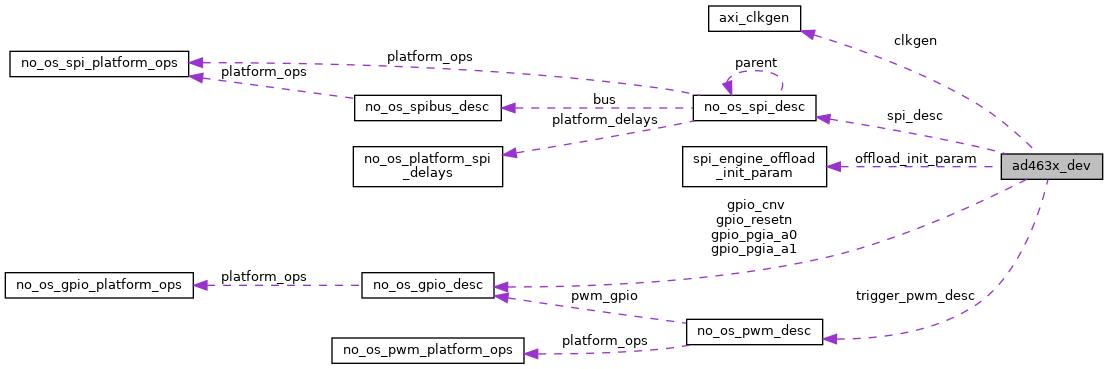 axi_clkgen
clkgen
platform_ops
no_os_spi_platform_ops
parent
platform_ops
bus
no_os_spibus_desc
no_os_spi_desc
spi_desc
platform_delays
no_os_platform_spi
_delays
spi_engine_offload
_init_param
offload_init_param
ad463x_dev
gpio_cnv
gpio_resetn
gpio_pgia_a0
gpio_pgia_a1
platform_ops
no_os_gpio_platform_ops
no_os_gpio_desc
pwm_gpio
trigger_pwm_desc
no_os_pwm_desc
platform_ops
no_os_pwm_platform_ops